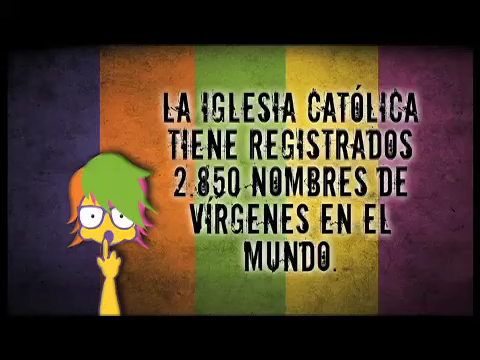 LA IGLESIA CATÓLICA
TIENE REGISTRADOS
2.850 NOMBRES DE
VÍRGENES EN EL
MUNDO.